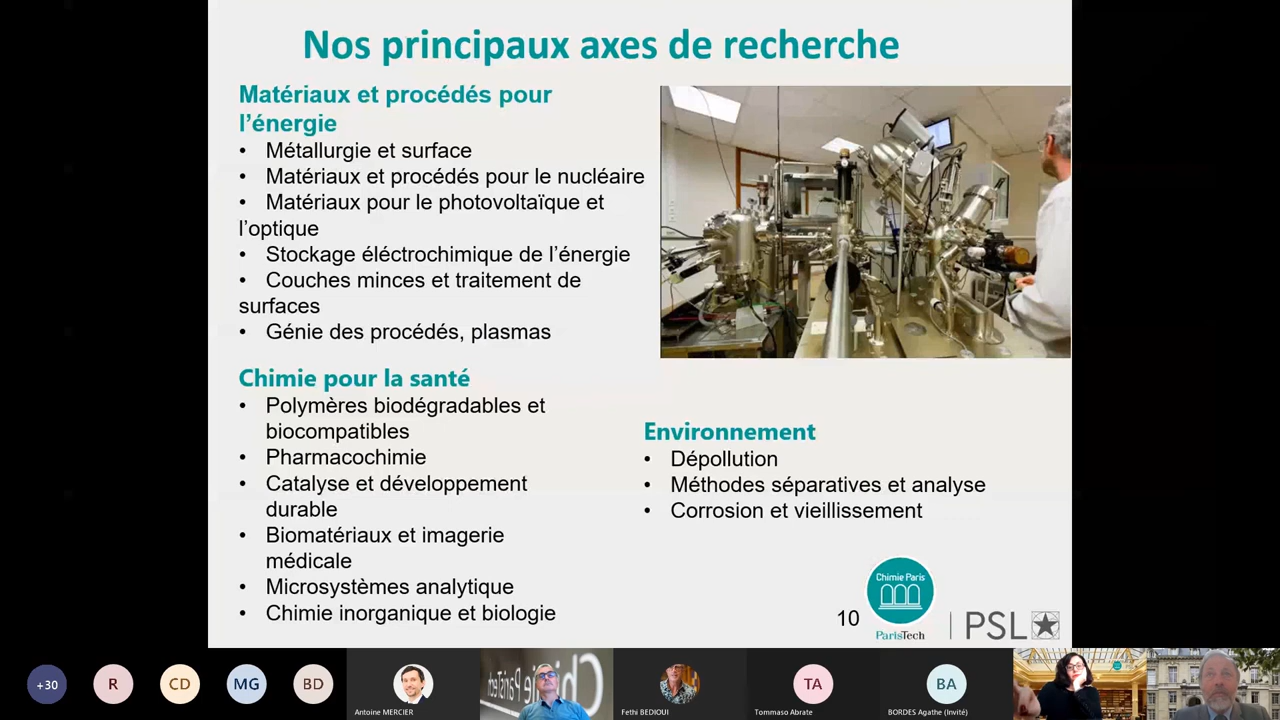 Nos principaux axes de recherche
Matériaux et procédés pour
l'énergie
• Métallurgie et surface
• Matériaux et procédés pour le nucléaire
• Matériaux pour le photovoltaïque et
l'optique
• Stockage éléctrochimique de l'énergie
• Couches minces et traitement de
surfaces
• Génie des procédés, plasmas
Chimie pour la santé
• Polymères biodégradables et
biocompatibles
• Pharmacochimie
• Catalyse et développement
durable
• Biomatériaux et imagerie
médicale
• Microsystèmes analytique
• Chimie inorganique et biologie
Environnement
• Dépollution
• Méthodes séparatives et analyse
• Corrosion et vieillissement
10
Chimie Paris
ParisTech
PSL
+30
R
CD
MG
BD
Antoine MERCIER
Chimie ParisTech
Fethi BEDIOUI
TA
Tommaso Abrate
BA
BORDES Agathe (Invité)